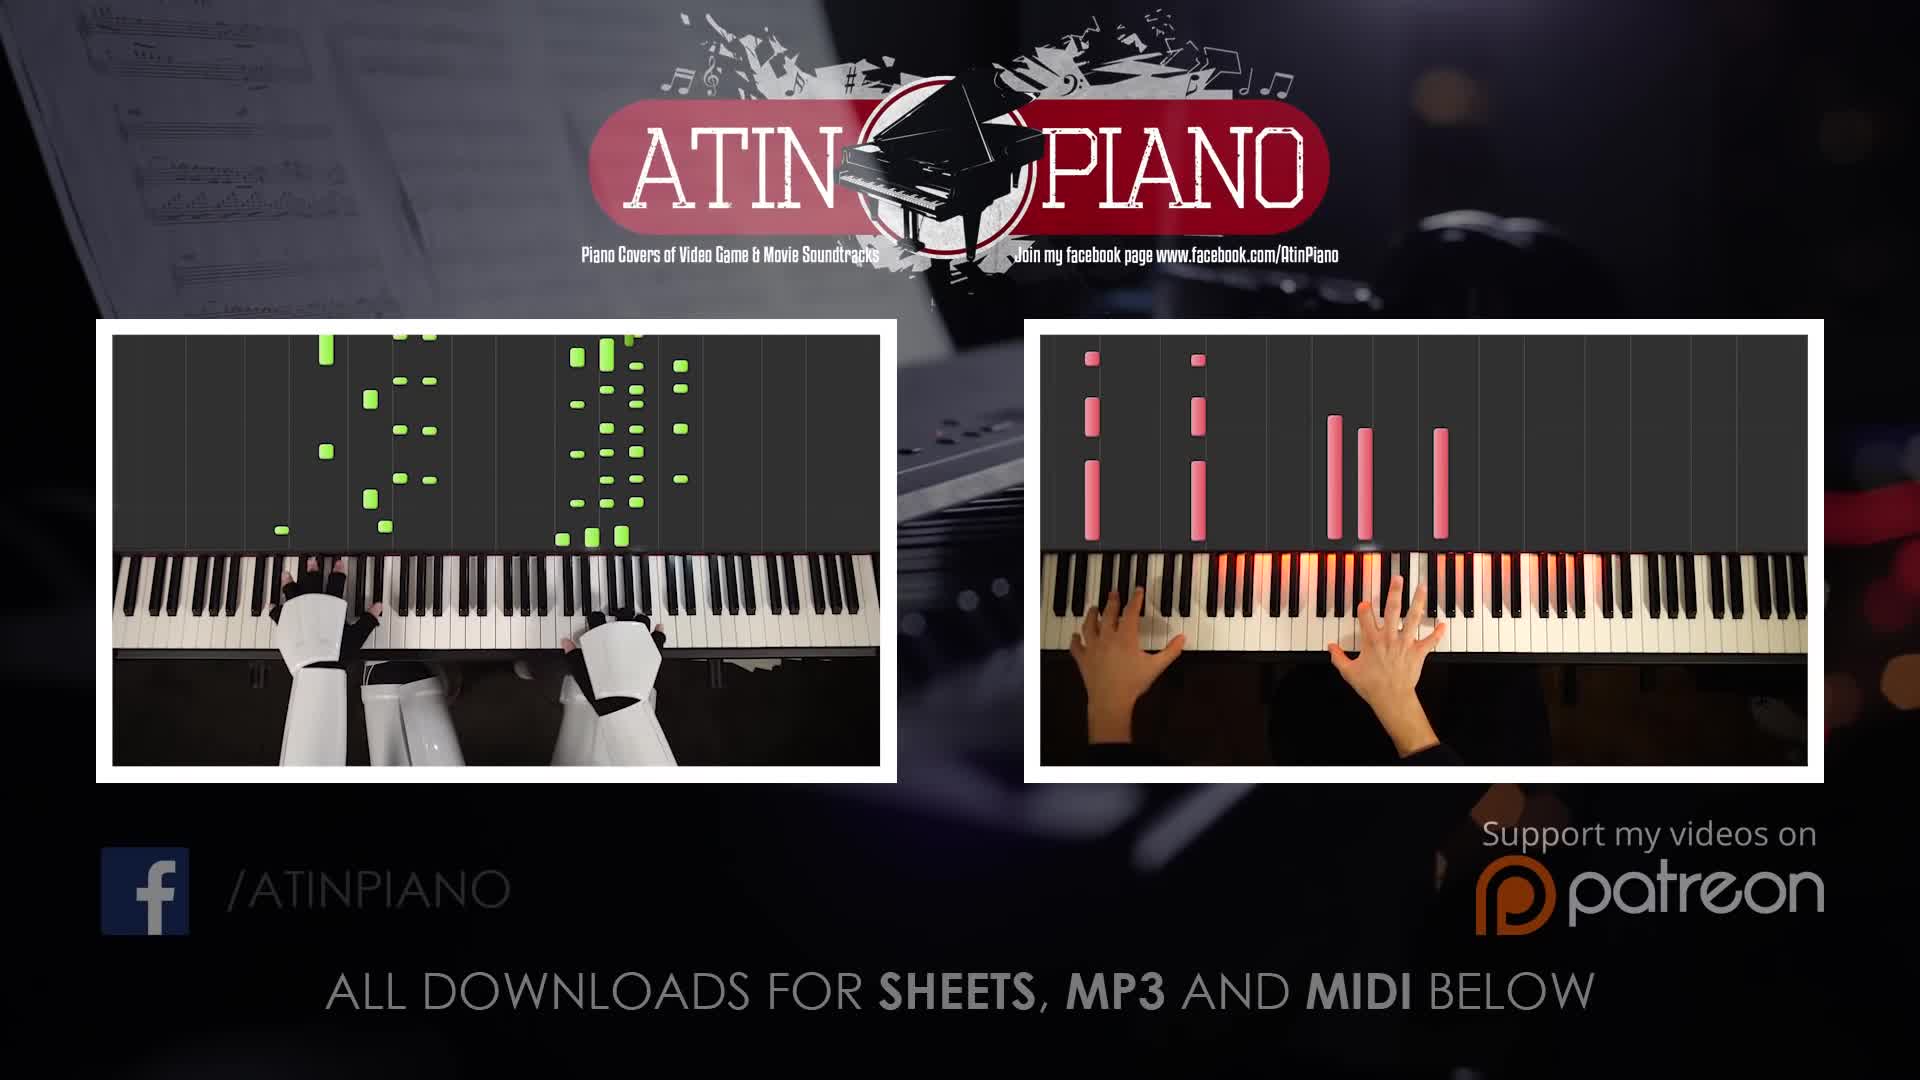 ATIN PIANO
Piano Covers of Video Game & Movie Soundtracks
Join my facebook page www.facebook.com/AtinPiano
f /ATINPIANO
Support my videos on
patreon
ALL DOWNLOADS FOR SHEETS, MP3 AND MIDI BELOW